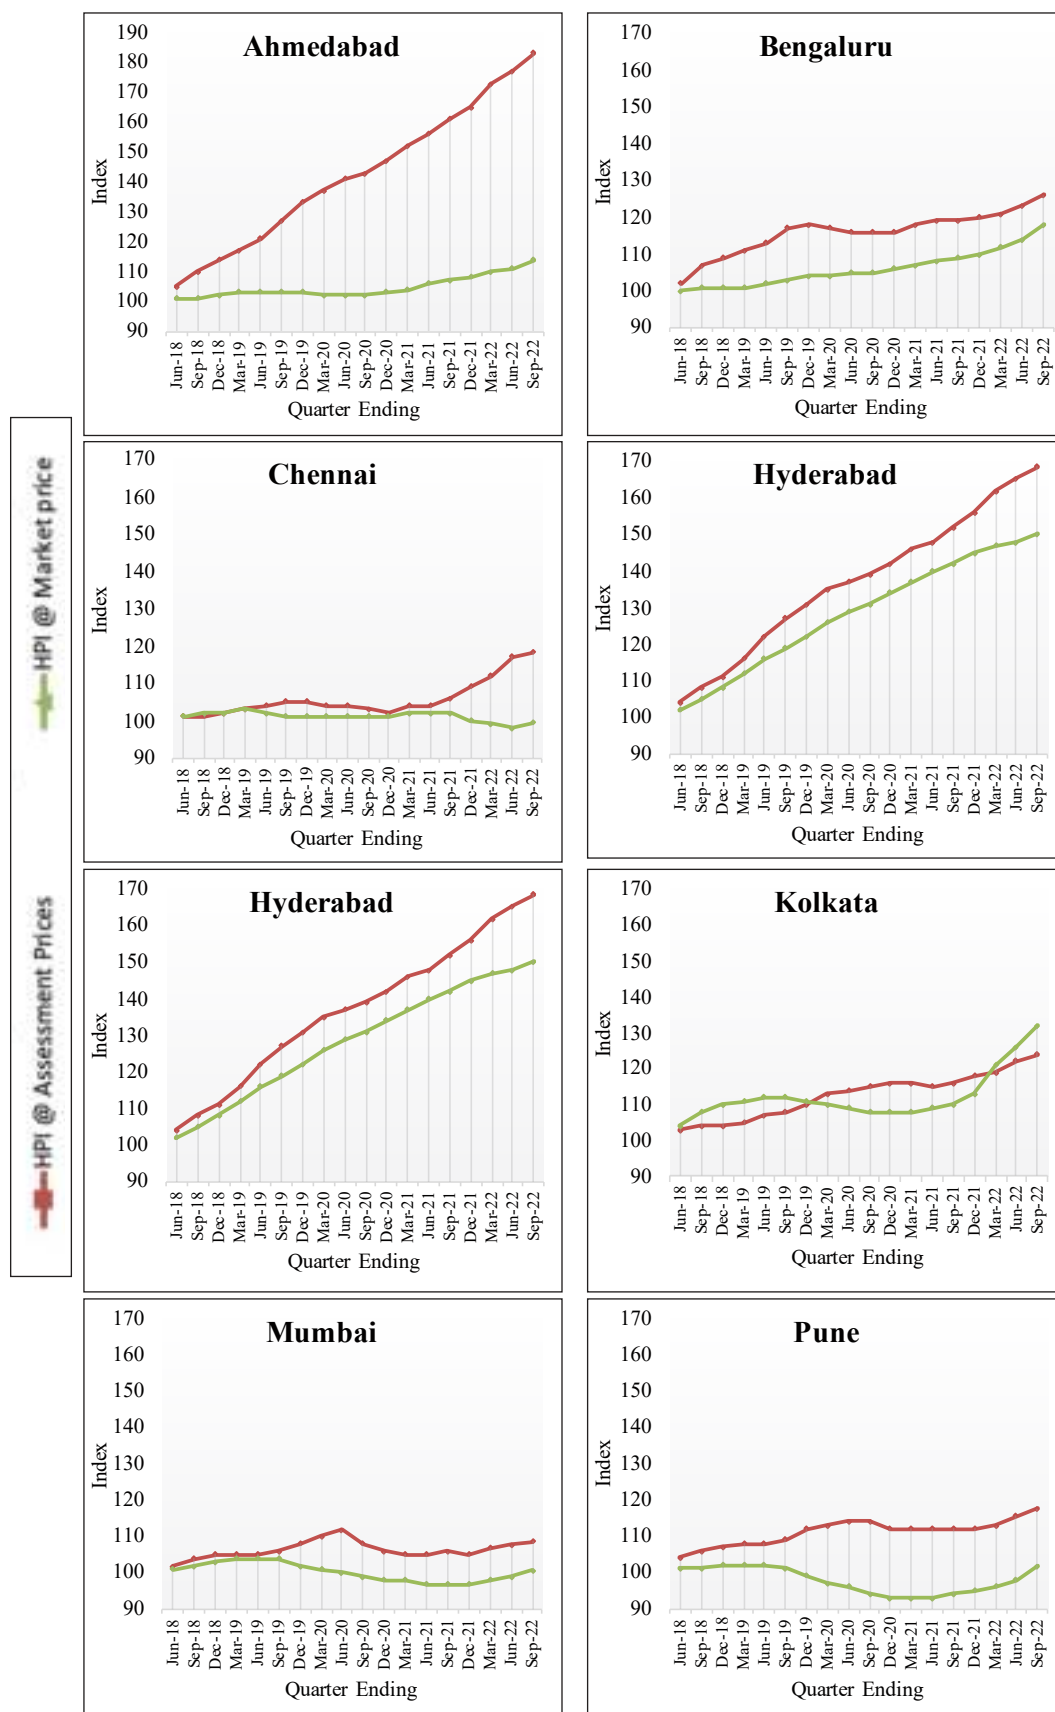 HPI @ Market price
HPI @ Assessment Prices
Ahmedabad
Index
190
180
170
160
150
140
130
120
110
100
90
Jun-18
Sep-18
Dec-18
Mar-19
Jun-19
Sep-19
Dec-19
Mar-20
Jun-20
Sep-20
Dec-20
Mar-21
Jun-21
Sep-21
Dec-21
Mar-22
Jun-22
Sep-22
Quarter Ending
Bengaluru
Index
170
160
150
140
130
120
110
100
90
Jun-18
Sep-18
Dec-18
Mar-19
Jun-19
Sep-19
Dec-19
Mar-20
Jun-20
Sep-20
Dec-20
Mar-21
Jun-21
Sep-21
Dec-21
Mar-22
Jun-22
Sep-22
Quarter Ending
Chennai
Index
170
160
150
140
130
120
110
100
90
Jun-18
Sep-18
Dec-18
Mar-19
Jun-19
Sep-19
Dec-19
Mar-20
Jun-20
Sep-20
Dec-20
Mar-21
Jun-21
Sep-21
Dec-21
Mar-22
Jun-22
Sep-22
Quarter Ending
Hyderabad
Index
170
160
150
140
130
120
110
100
90
Jun-18
Sep-18
Dec-18
Mar-19
Jun-19
Sep-19
Dec-19
Mar-20
Jun-20
Sep-20
Dec-20
Mar-21
Jun-21
Sep-21
Dec-21
Mar-22
Jun-22
Sep-22
Quarter Ending
Hyderabad
Index
170
160
150
140
130
120
110
100
90
Jun-18
Sep-18
Dec-18
Mar-19
Jun-19
Sep-19
Dec-19
Mar-20
Jun-20
Sep-20
Dec-20
Mar-21
Jun-21
Sep-21
Dec-21
Mar-22
Jun-22
Sep-22
Quarter Ending
Kolkata
Index
170
160
150
140
130
120
110
100
90
Jun-18
Sep-18
Dec-18
Mar-19
Jun-19
Sep-19
Dec-19
Mar-20
Jun-20
Sep-20
Dec-20
Mar-21
Jun-21
Sep-21
Dec-21
Mar-22
Jun-22
Sep-22
Quarter Ending
Mumbai
Index
170
160
150
140
130
120
110
100
90
Jun-18
Sep-18
Dec-18
Mar-19
Jun-19
Sep-19
Dec-19
Mar-20
Jun-20
Sep-20
Dec-20
Mar-21
Jun-21
Sep-21
Dec-21
Mar-22
Jun-22
Sep-22
Quarter Ending
Pune
Index
170
160
150
140
130
120
110
100
90
Jun-18
Sep-18
Dec-18
Mar-19
Jun-19
Sep-19
Dec-19
Mar-20
Jun-20
Sep-20
Dec-20
Mar-21
Jun-21
Sep-21
Dec-21
Mar-22
Jun-22
Sep-22
Quarter Ending